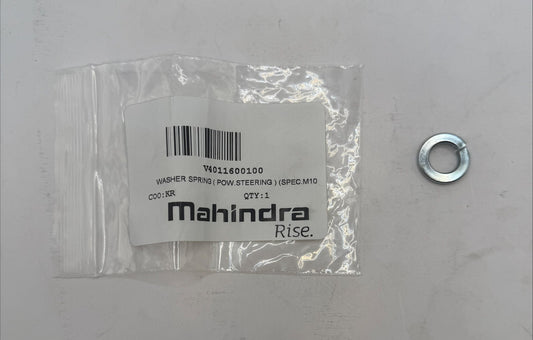 V4011600100
WASHER SPRING ( POW.STEERING ) (SPEC.M10
COO:KR QTY:1
Mahindra
Rise.